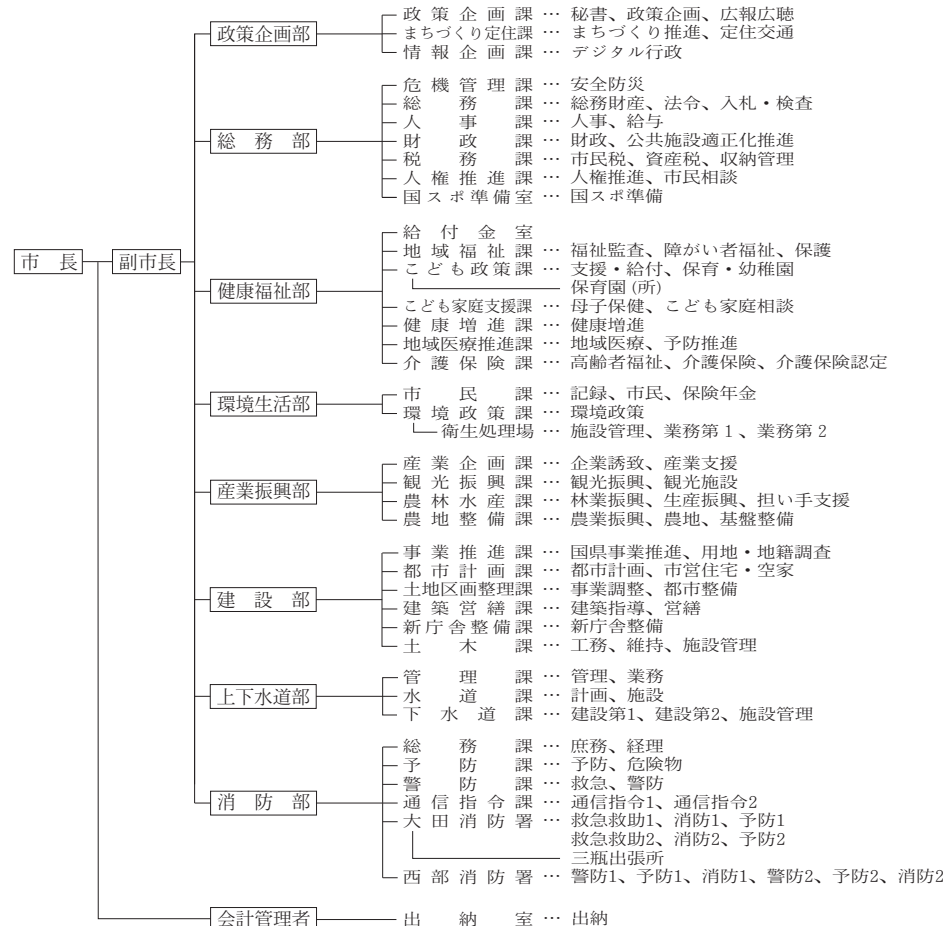 市長
副市長
政策企画部
政策企画課 … 秘書、政策企画、広報広聴
まちづくり定住課 … まちづくり推進、定住交通
情報企画課 … デジタル行政
総務部
危機管理課 … 安全防災
総務課 … 総務財産、法令、入札・検査
人事課 … 人事、給与
財政課 … 財政、公共施設適正化推進
税務課 … 市民税、資産税、収納管理
人権推進課 … 人権推進、市民相談
国スポ準備室 … 国スポ準備
健康福祉部
給付金室
地域福祉課 … 福祉監査、障がい者福祉、保護
こども政策課 … 支援・給付、保育・幼稚園
保育園(所)
こども家庭支援課 … 母子保健、こども家庭相談
健康増進課 … 健康増進
地域医療推進課 … 地域医療、予防推進
介護保険課 … 高齢者福祉、介護保険、介護保険認定
環境生活部
市民課 … 記録、市民、保険年金
環境政策課 … 環境政策
衛生処理場 … 施設管理、業務第1、業務第2
産業振興部
産業企画課 … 企業誘致、産業支援
観光振興課 … 観光振興、観光施設
農林水産課 … 林業振興、生産振興、担い手支援
農地整備課 … 農業振興、農地、基盤整備
建設部
事業推進課 … 国県事業推進、用地・地籍調査
都市計画課 … 都市計画、市営住宅・空家
土地区画整理課 … 事業調整、都市整備
建築営繕課 … 建築指導、営繕
新庁舎整備課 … 新庁舎整備
土木課 … 工務、維持、施設管理
上下水道部
管理課 … 管理、業務
水道課 … 計画、施設
下水道課 … 建設第1、建設第2、施設管理
消防部
総務課 … 庶務、経理
予防課 … 予防、危険物
警防課 … 救急、警防
通信指令課 … 通信指令1、通信指令2
大田消防署 … 救急救助1、消防1、予防1
救急救助2、消防2、予防2
三瓶出張所
西部消防署 … 警防1、予防1、消防1、警防2、予防2、消防2
会計管理者
出納室 … 出納